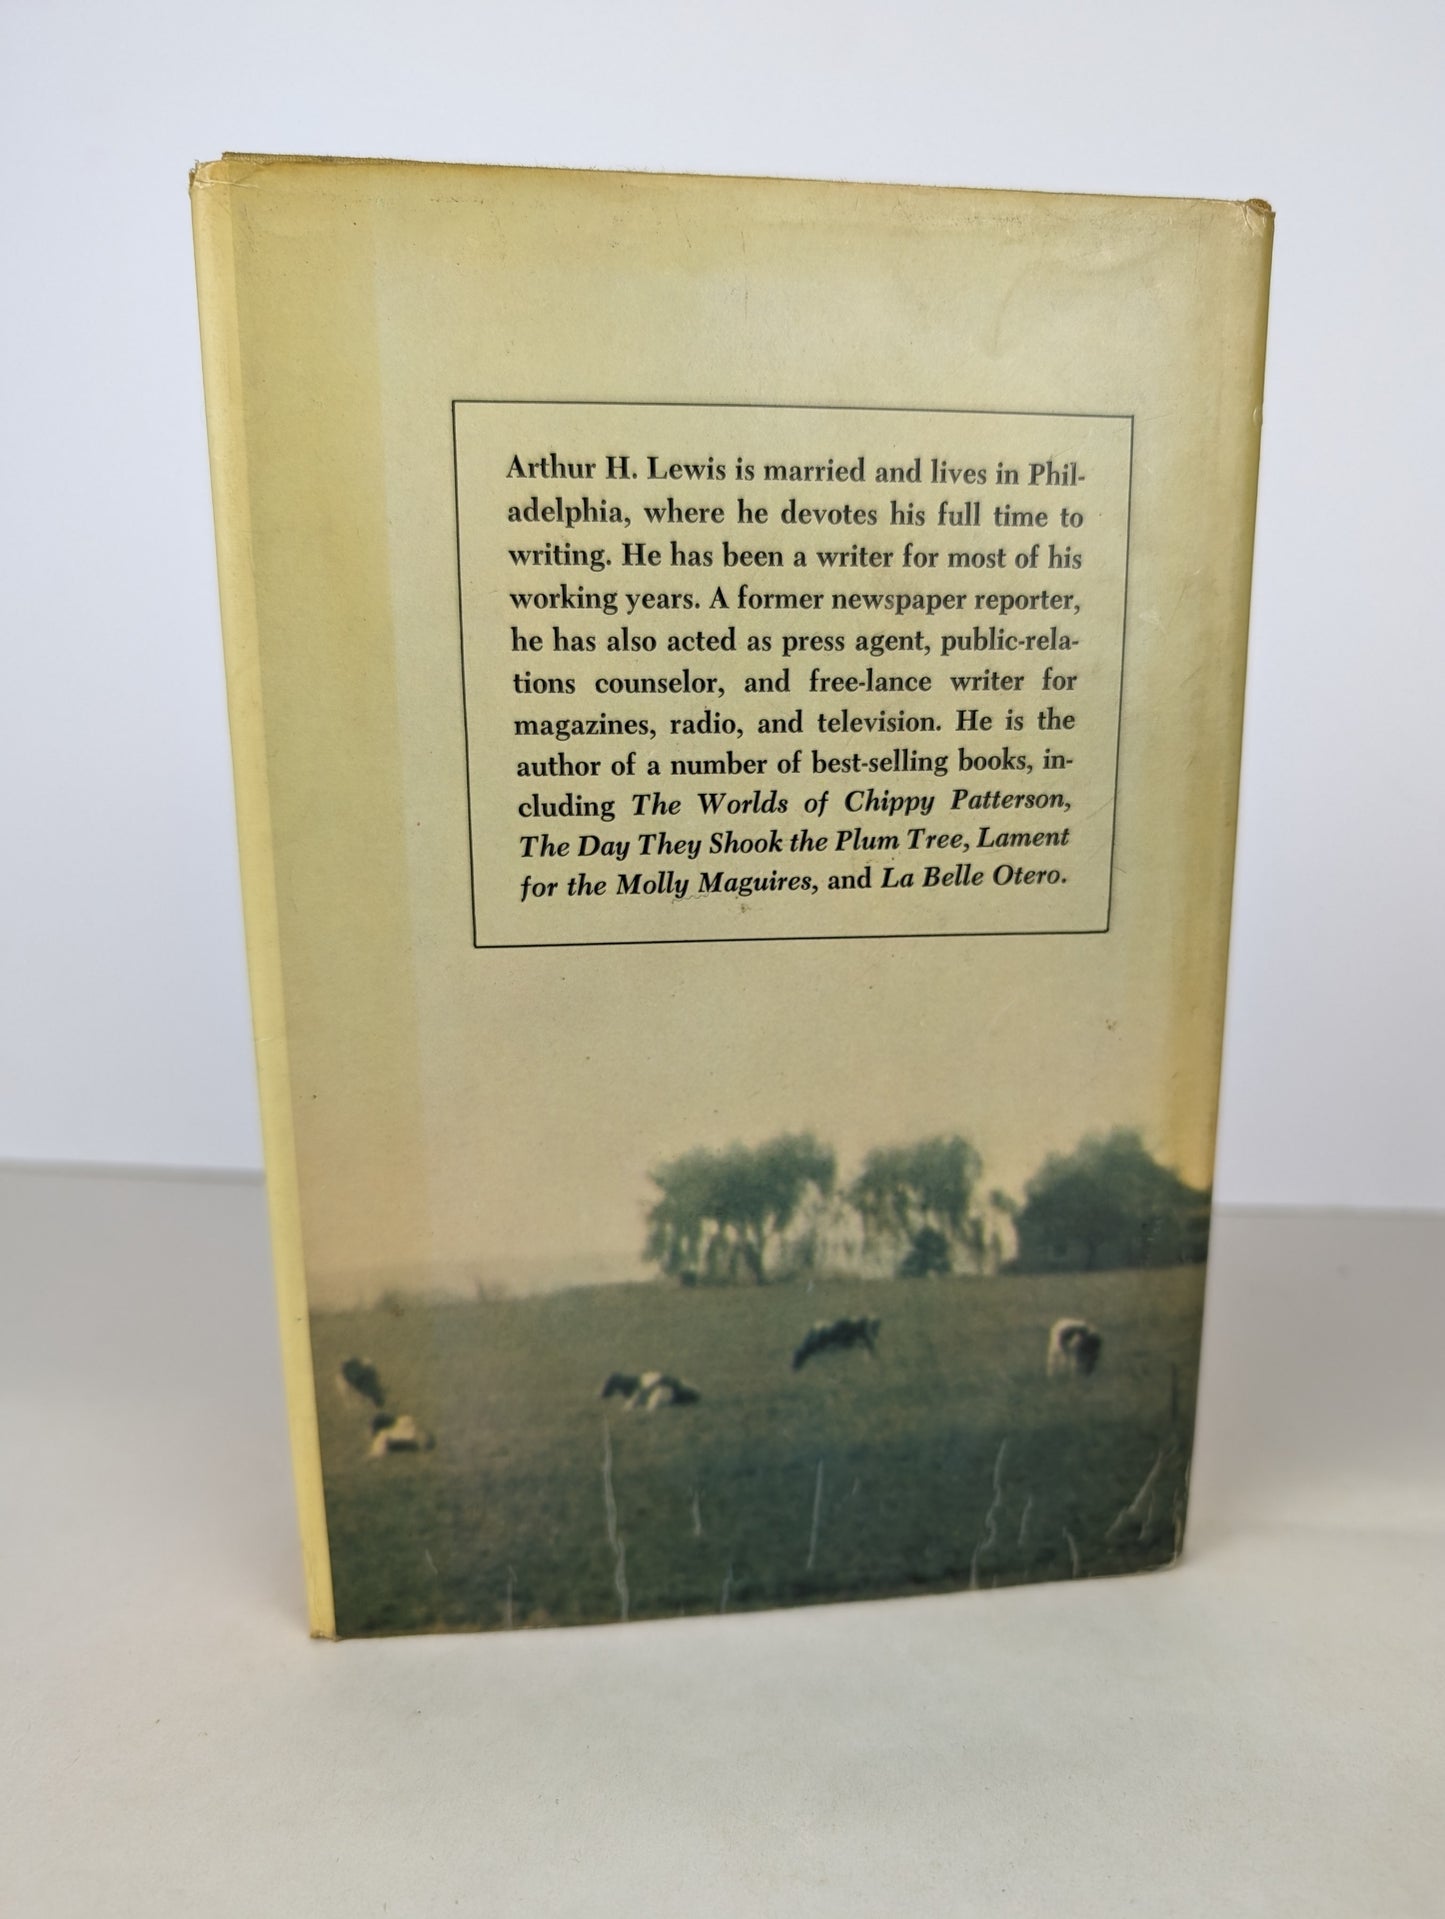 Arthur H. Lewis is married and lives in Phil-
adelphia, where he devotes his full time to
writing. He has been a writer for most of his
working years. A former newspaper reporter,
he has also acted as press agent, public-rela-
tions counselor, and free-lance writer for
magazines, radio, and television. He is the
author of a number of best-selling books, in-
cluding The Worlds of Chippy Patterson,
The Day They Shook the Plum Tree, Lament
for the Molly Maguires, and La Belle Otero.